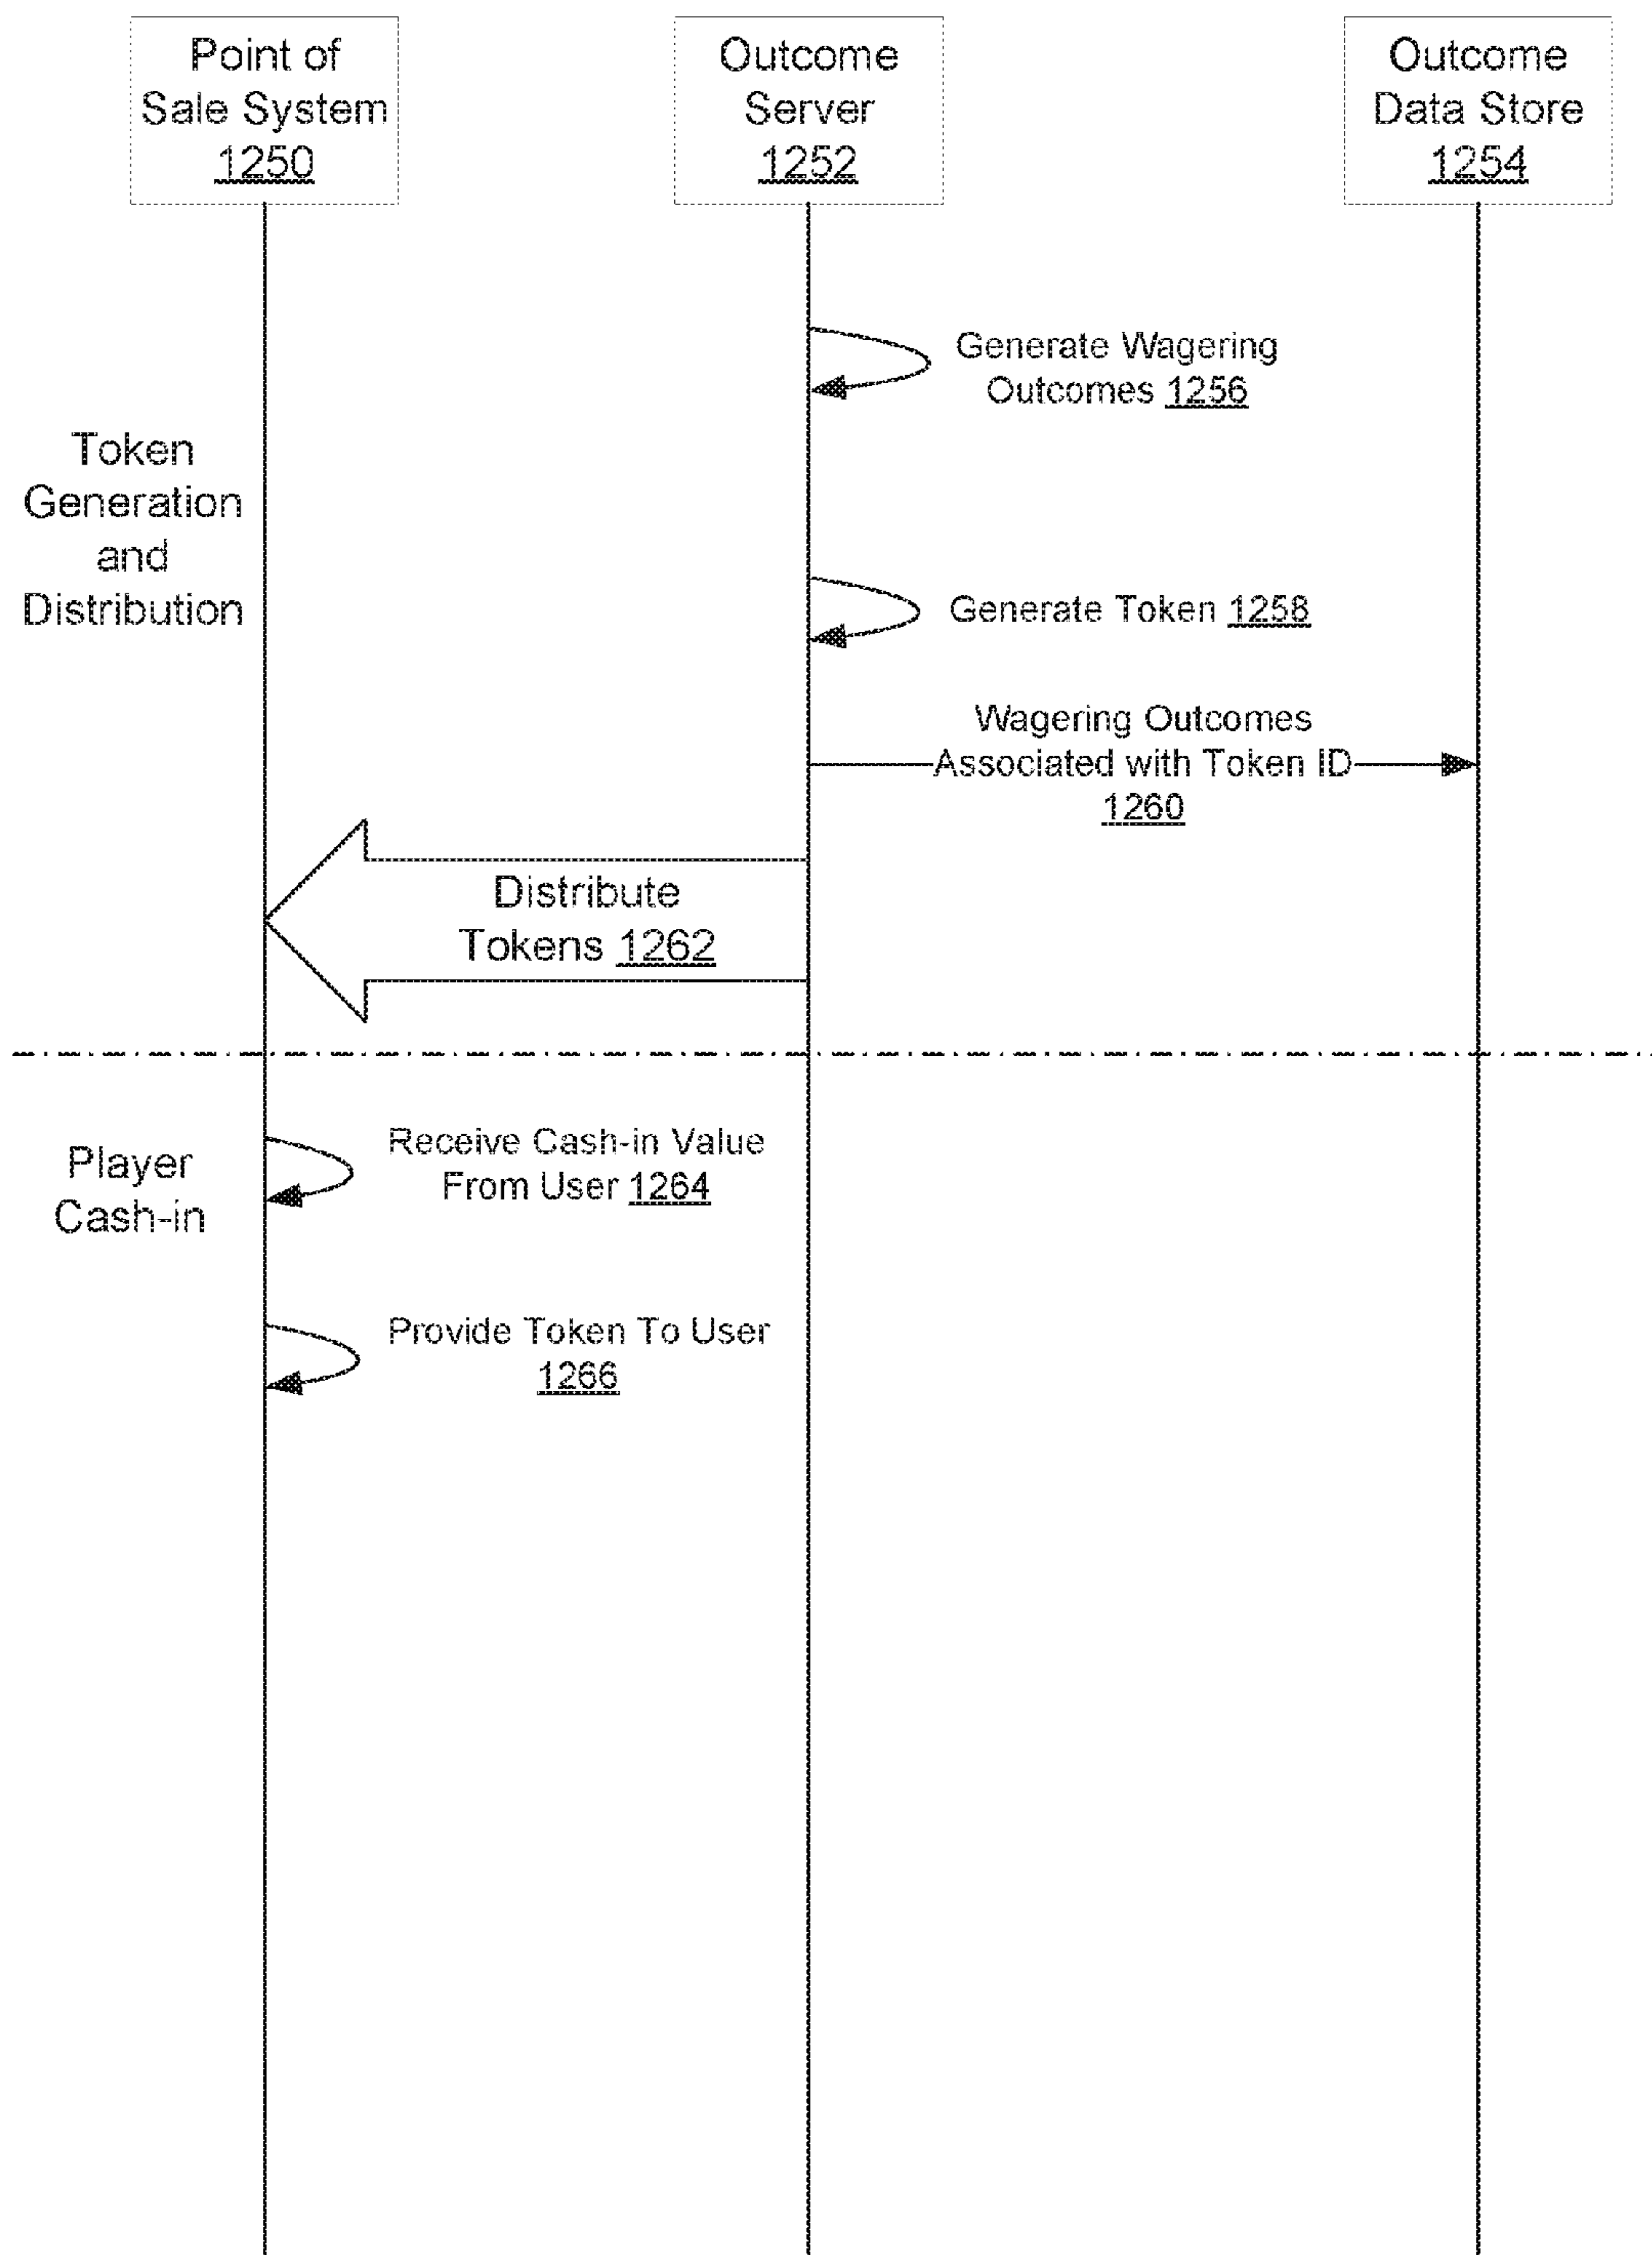 Point of
Sale System
1250
Outcome
Server
1252
Outcome
Data Store
1254
Generate Wagering
Outcomes 1256
Token
Generation
and
Distribution
Generate Token 1258
Wagering Outcomes
Associated with Token ID
1260
Distribute
Tokens 1262
Player
Cash-in
Receive Cash-in Value
From User 1264
Provide Token To User
1266